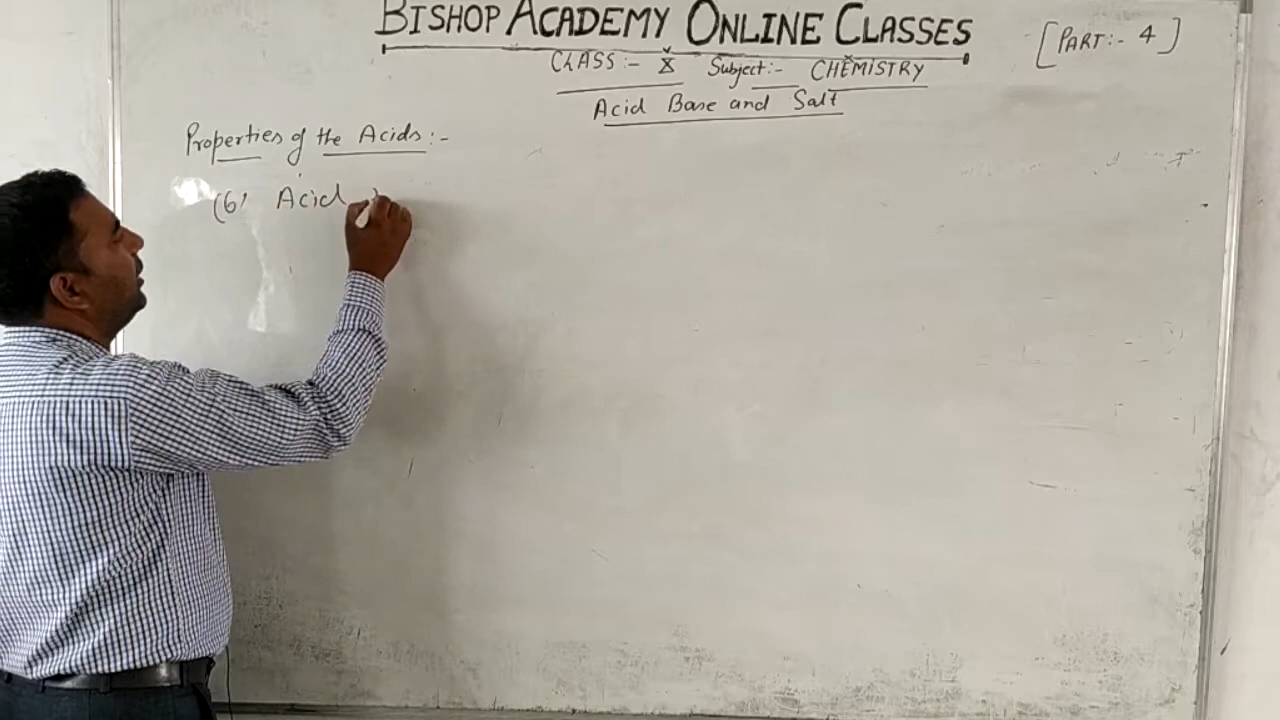 BISHOP ACADEMY ONLINE CLASSES
[PART:- 4]
CLASS:- X Subject:- CHEMISTRY
Acid Base and Salt
Properties of the Acids:-
(6) Acid